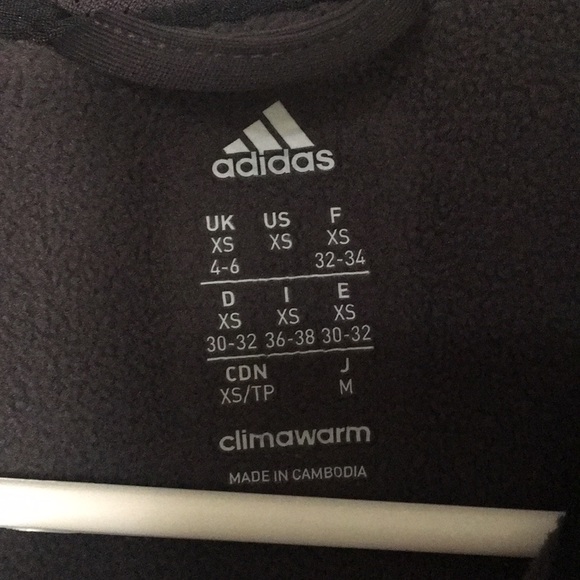 adidas
UK US F
XS XS XS
4-6 32-34
D I E
XS XS XS
30-32 36-38 30-32
CDN J
XS/TP M
climawarm
MADE IN CAMBODIA